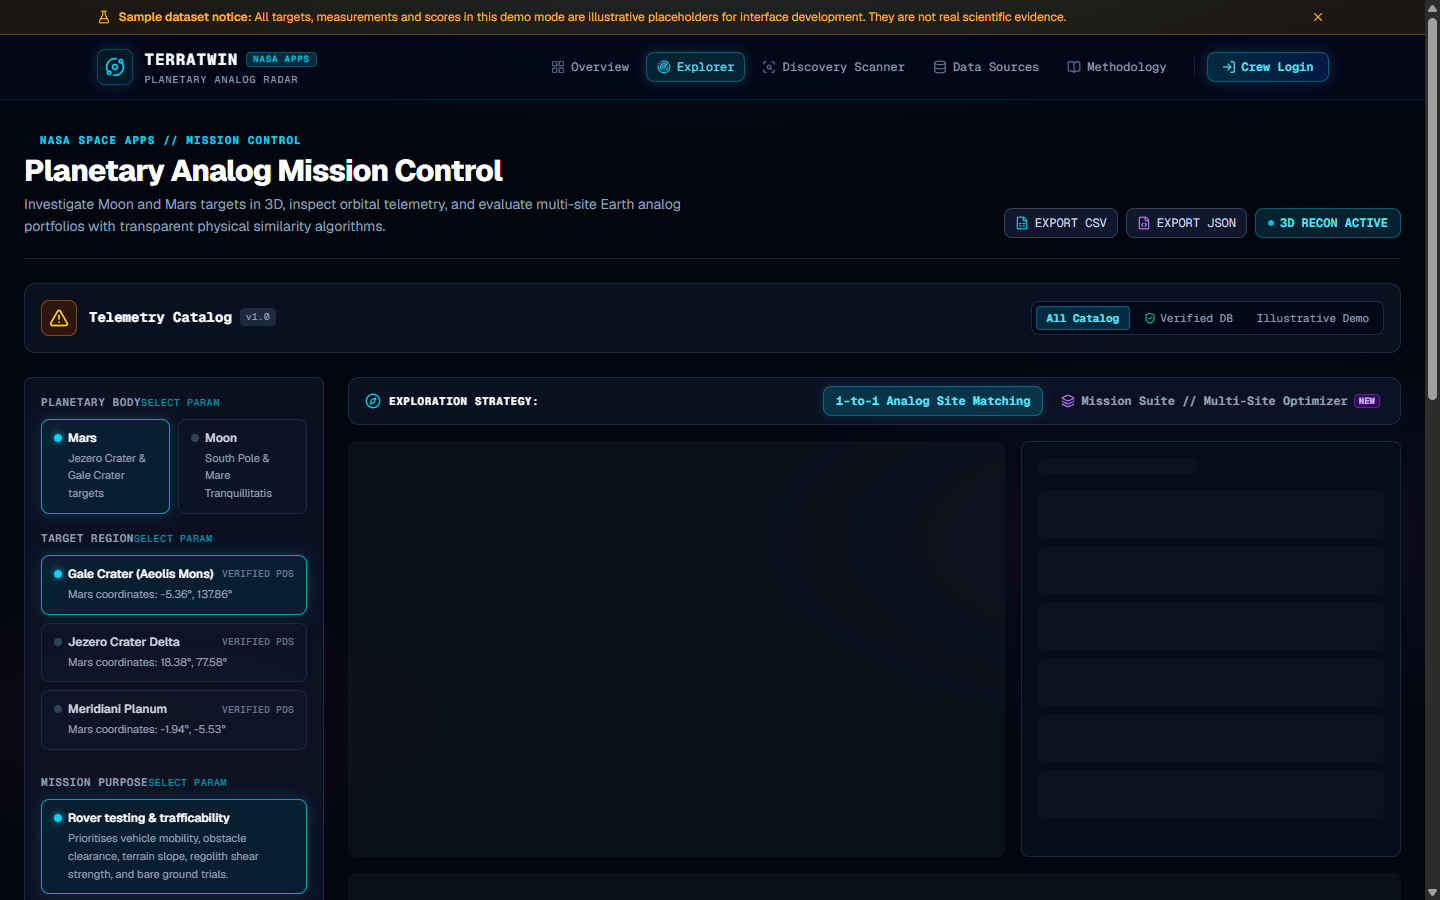 Sample dataset notice: All targets, measurements and scores in this demo mode are illustrative placeholders for interface development. They are not real scientific evidence.
TERRATWIN NASA APPS
PLANETARY ANALOG RADAR
Overview
Explorer
Discovery Scanner
Data Sources
Methodology
Crew Login
NASA SPACE APPS // MISSION CONTROL
Planetary Analog Mission Control
Investigate Moon and Mars targets in 3D, inspect orbital telemetry, and evaluate multi-site Earth analog
portfolios with transparent physical similarity algorithms.
EXPORT CSV
EXPORT JSON
3D RECON ACTIVE
Telemetry Catalog v1.0
All Catalog
Verified DB
Illustrative Demo
PLANETARY BODYSELECT PARAM
Mars
Jezero Crater &
Gale Crater
targets
Moon
South Pole &
Mare
Tranquillitatis
TARGET REGIONSELECT PARAM
Gale Crater (Aeolis Mons) VERIFIED PDS
Mars coordinates: -5.36°, 137.86°
Jezero Crater Delta VERIFIED PDS
Mars coordinates: 18.38°, 77.58°
Meridiani Planum VERIFIED PDS
Mars coordinates: -1.94°, -5.53°
MISSION PURPOSESELECT PARAM
Rover testing & trafficability
Prioritises vehicle mobility, obstacle
clearance, terrain slope, regolith shear
strength, and bare ground trials.
EXPLORATION STRATEGY:
1-to-1 Analog Site Matching
Mission Suite // Multi-Site Optimizer NEW